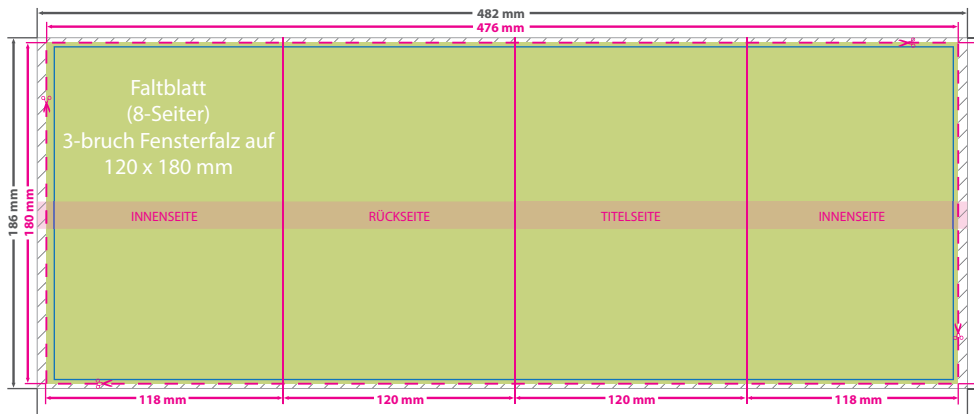 482 mm
476 mm
Faltblatt
(8-Seiter)
3-bruch Fensterfalz auf
120 x 180 mm
186 mm
180 mm
INNENSEITE
RÜCKSEITE
TITELSEITE
INNENSEITE
118 mm
120 mm
120 mm
118 mm